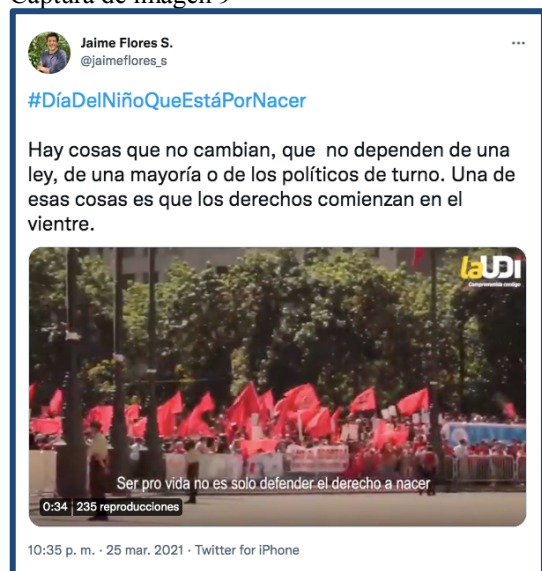 Captura de imagen 9
Jaime Flores S.
@jaimeflores_s
#DíaDelNiñoQueEstáPorNacer
Hay cosas que no cambian, que  no dependen de una
ley, de una mayoría o de los políticos de turno. Una de
esas cosas es que los derechos comienzan en el
vientre.
laUDI
Comprometida contigo
Ser pro vida no es solo defender el derecho a nacer
0:34 235 reproducciones
10:35 p. m. · 25 mar. 2021 · Twitter for iPhone